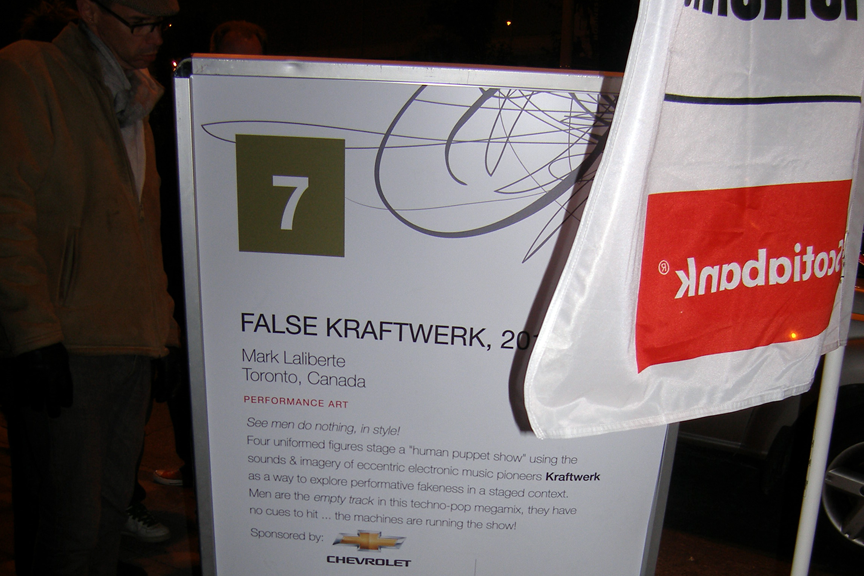 7
FALSE KRAFTWERK, 20
Mark Laliberte
Toronto, Canada
PERFORMANCE ART
See men do nothing, in style!
Four uniformed figures stage a "human puppet show" using the
sounds & imagery of eccentric electronic music pioneers Kraftwerk
as a way to explore performative fakeness in a staged context.
Men are the empty track in this techno-pop megamix, they have
no cues to hit ... the machines are running the show!
Sponsored by:
CHEVROLET
Scotiabank®